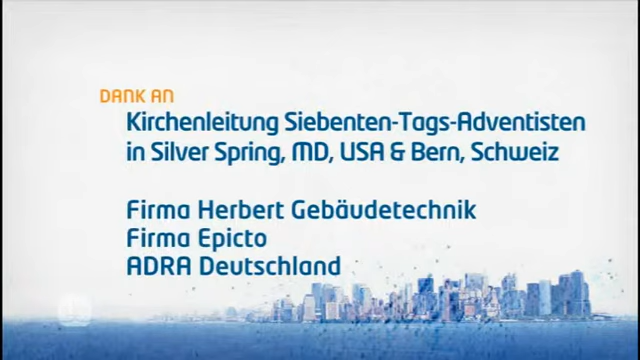 DANK AN
Kirchenleitung Siebenten-Tags-Adventisten
in Silver Spring, MD, USA & Bern, Schweiz
Firma Herbert Gebäudetechnik
Firma Epicto
ADRA Deutschland